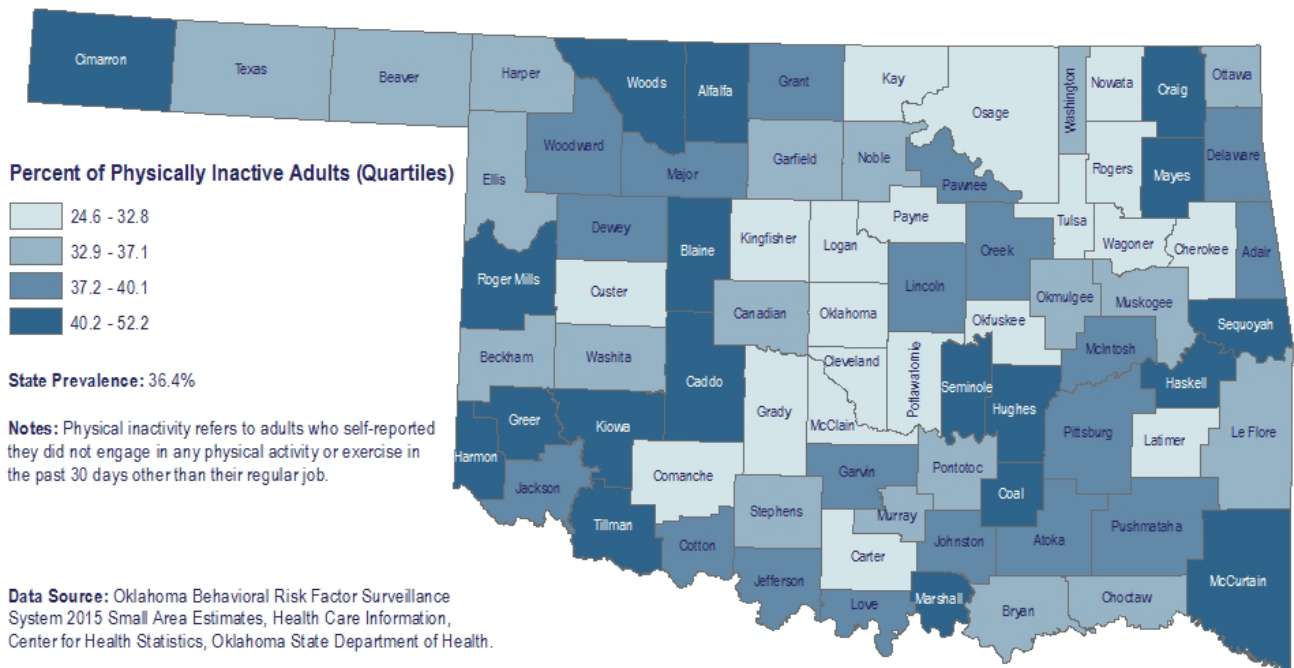 Cimarron
Texas
Beaver
Harper
Woods
Alfalfa
Grant
Kay
Osage
Washington
Nowata
Craig
Ottawa
Ellis
Woodward
Major
Garfield
Noble
Pawnee
Rogers
Mayes
Delaware
Percent of Physically Inactive Adults (Quartiles)
24.6 - 32.8
32.9 - 37.1
37.2 - 40.1
40.2 - 52.2
Dewey
Blaine
Kingfisher
Logan
Payne
Creek
Tulsa
Wagoner
Cherokee
Adair
Roger Mills
Custer
Canadian
Oklahoma
Lincoln
Okfuskee
Okmulgee
Muskogee
Sequoyah
Beckham
Washita
Caddo
Cleveland
Pottawatomie
Seminole
Hughes
McIntosh
Haskell
State Prevalence: 36.4%
Notes: Physical inactivity refers to adults who self-reported
they did not engage in any physical activity or exercise in
the past 30 days other than their regular job.
Greer
Kiowa
Grady
McClain
Pittsburg
Latimer
Le Flore
Harmon
Jackson
Comanche
Garvin
Pontotoc
Coal
Tillman
Cotton
Stephens
Murray
Carter
Johnston
Atoka
Pushmataha
Jefferson
Love
Marshall
Bryan
Choctaw
McCurtain
Data Source: Oklahoma Behavioral Risk Factor Surveillance
System 2015 Small Area Estimates, Health Care Information,
Center for Health Statistics, Oklahoma State Department of Health.